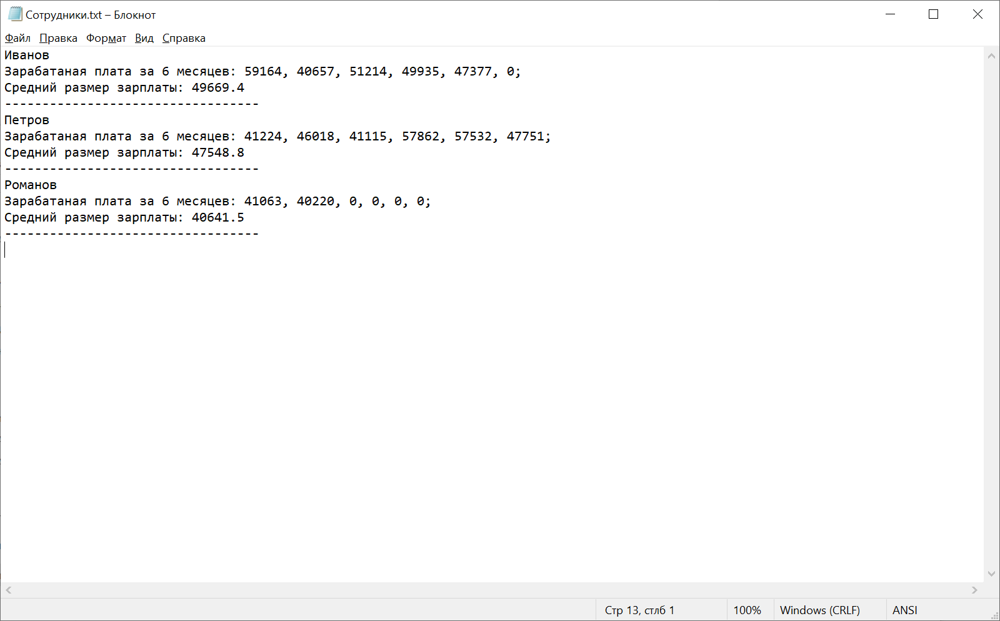 Сотрудники.txt – Блокнот
Файл Правка Формат Вид Справка
Иванов
Зарабатаная плата за 6 месяцев: 59164, 40657, 51214, 49935, 47377, 0;
Средний размер зарплаты: 49669.4
----------------------------------
Петров
Зарабатаная плата за 6 месяцев: 41224, 46018, 41115, 57862, 57532, 47751;
Средний размер зарплаты: 47548.8
----------------------------------
Романов
Зарабатаная плата за 6 месяцев: 41063, 40220, 0, 0, 0, 0;
Средний размер зарплаты: 40641.5
----------------------------------
Стр 13, стлб 1 100% Windows (CRLF) ANSI